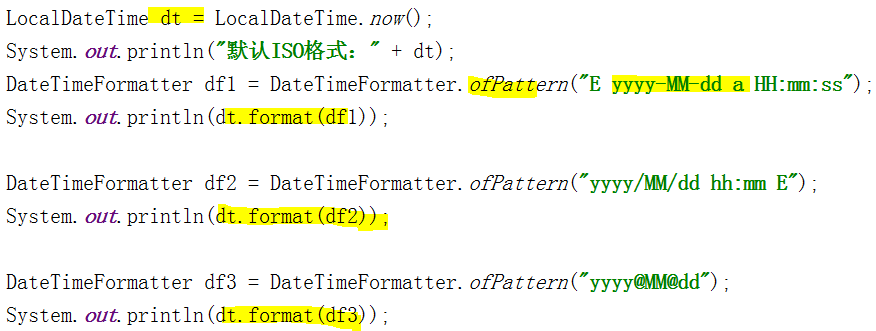 LocalDateTime dt = LocalDateTime.now();
System.out.println("默认ISO格式：" + dt);
DateTimeFormatter df1 = DateTimeFormatter.ofPattern("E yyyy-MM-dd a HH:mm:ss");
System.out.println(dt.format(df1));
DateTimeFormatter df2 = DateTimeFormatter.ofPattern("yyyy/MM/dd hh:mm E");
System.out.println(dt.format(df2));
DateTimeFormatter df3 = DateTimeFormatter.ofPattern("yyyy@MM@dd");
System.out.println(dt.format(df3));